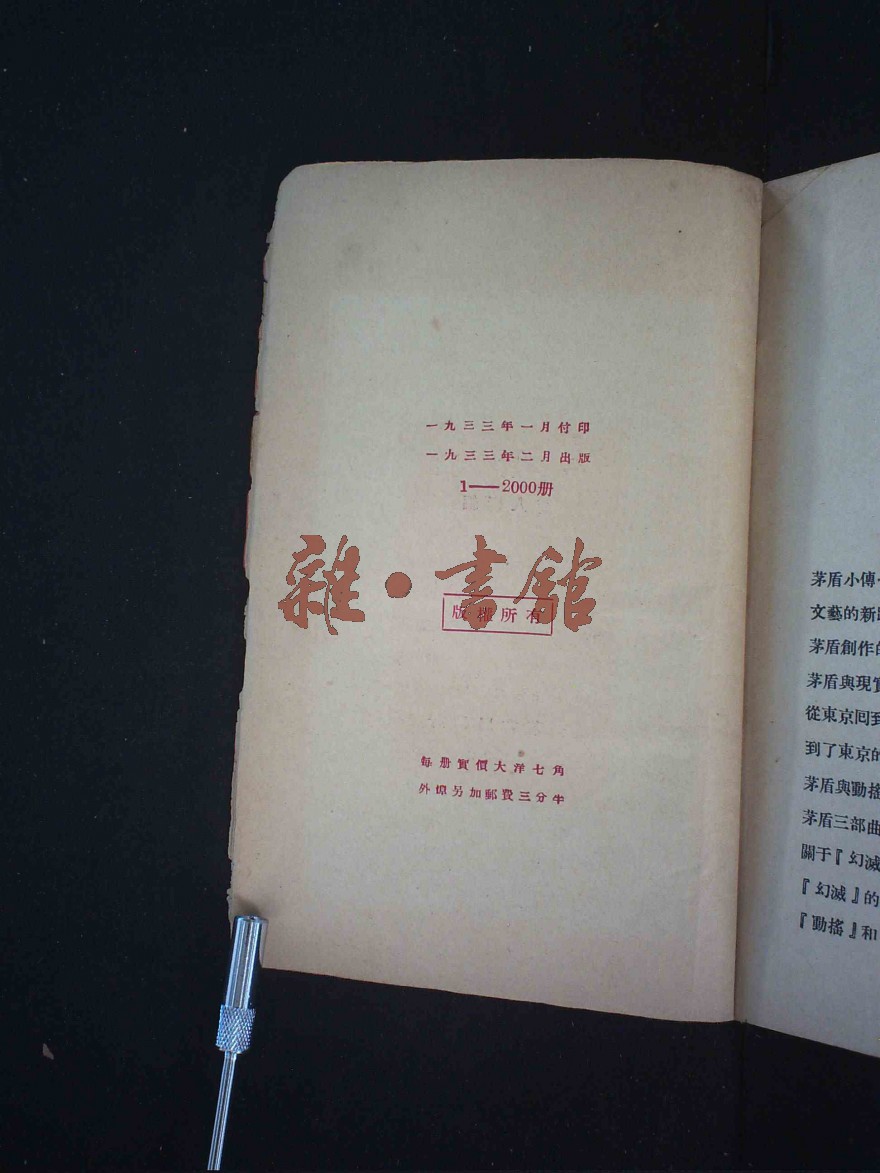 一九三三年一月付印
一九三三年二月出版
1——2000册
雜·書館
版權所有
每册實價大洋七角
外埠另加郵費三分半
茅盾小傳
文藝的新
茅盾創作的
茅盾與現實
從東京囘到
到了東京的
茅盾與動搖
茅盾三部曲
關于『幻滅
『幻滅』的
『動搖』和